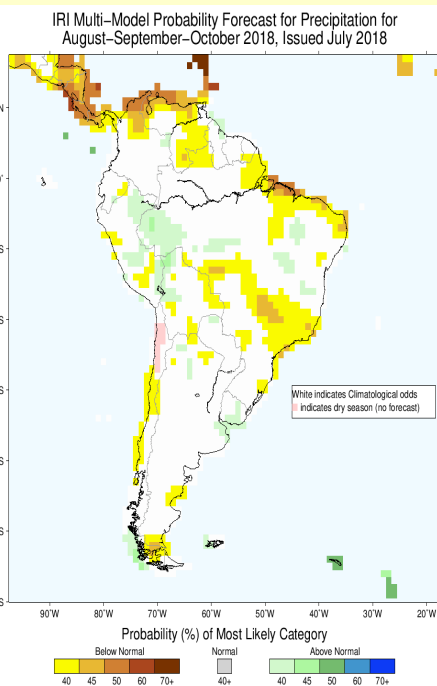 IRI Multi-Model Probability Forecast for Precipitation for
August-September-October 2018, Issued July 2018
N
0°
S
S
S
S
S
S
White indicates Climatological odds
indicates dry season (no forecast)
90°W 80°W 70°W 60°W 50°W 40°W 30°W 20°W
Probability (%) of Most Likely Category
Below Normal Normal Above Normal
40 45 50 60 70+ 40+ 40 45 50 60 70+